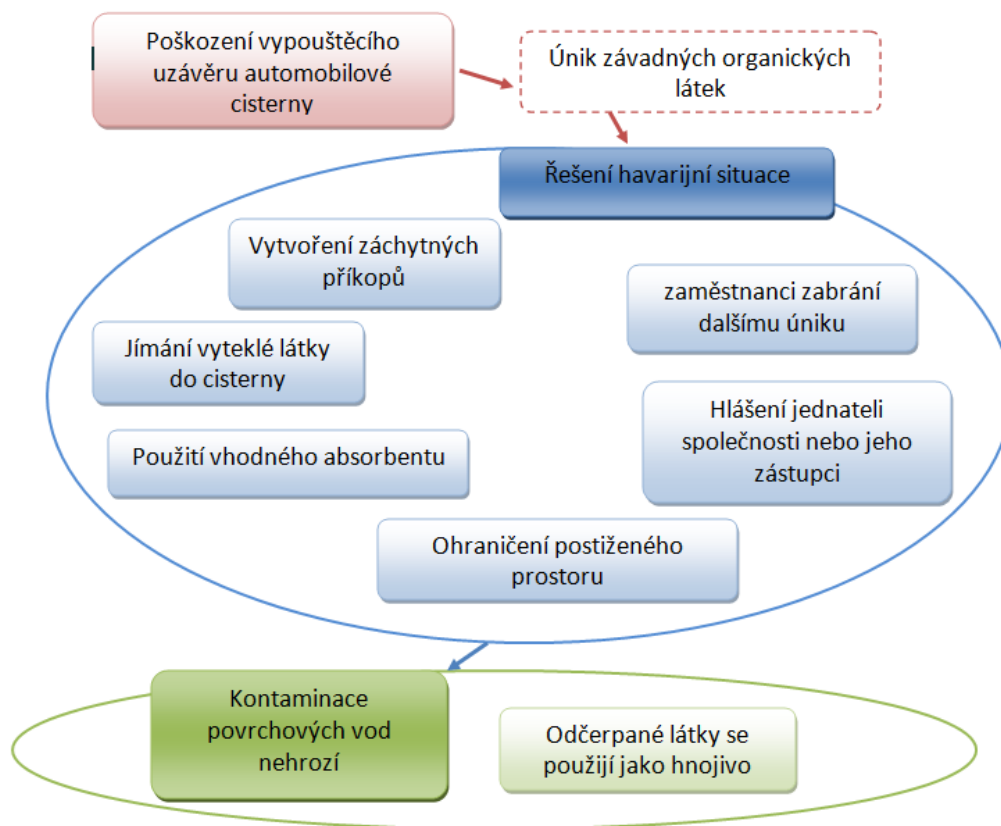 Poškození vypouštěcího
uzávěru automobilové
cisterny
Únik závadných organických
látek
Řešení havarijní situace
Vytvoření záchytných
příkopů
zaměstnanci zabrání
dalšímu úniku
Jímání vyteklé látky
do cisterny
Hlášení jednateli
společnosti nebo jeho
zástupci
Použití vhodného absorbentu
Ohraničení postiženého
prostoru
Kontaminace
povrchových vod
nehrozí
Odčerpané látky se
použijí jako hnojivo